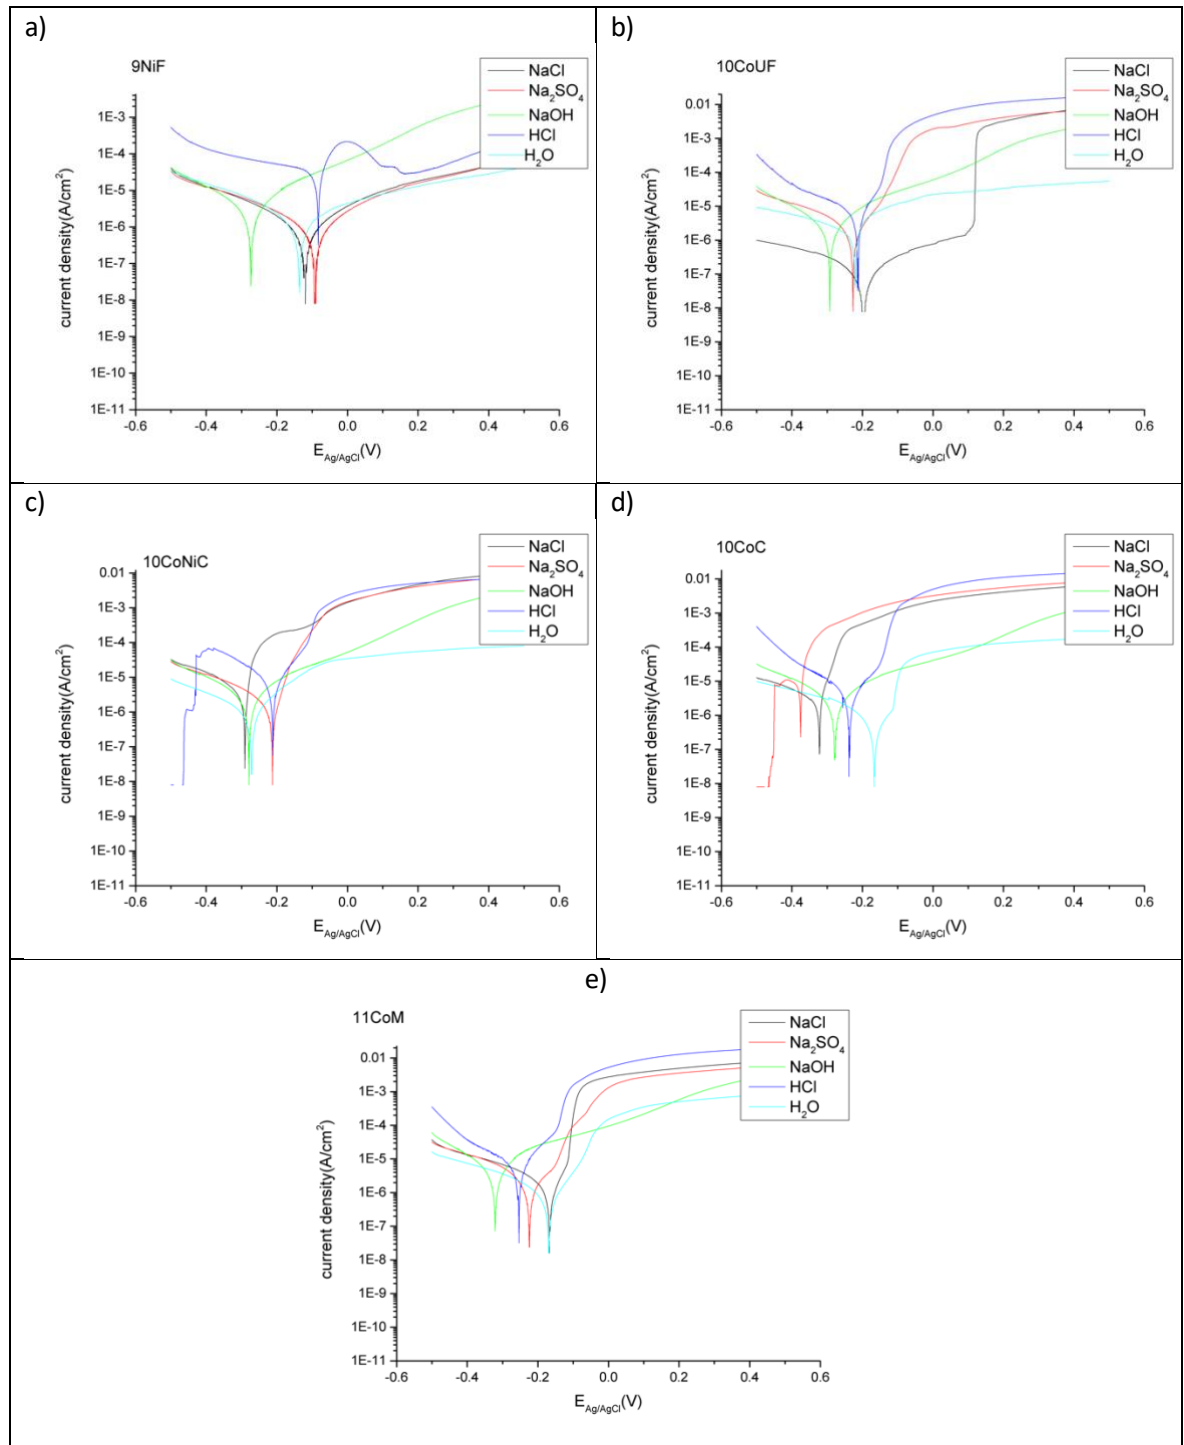 a)
9NiF
NaCl
Na₂SO₄
NaOH
HCl
H₂O
1E-3
1E-4
1E-5
1E-6
1E-7
1E-8
1E-9
1E-10
1E-11
current density(A/cm²)
-0.6 -0.4 -0.2 0.0 0.2 0.4 0.6
E_Ag/AgCl(V)
b)
10CoUF
NaCl
Na₂SO₄
NaOH
HCl
H₂O
0.01
1E-3
1E-4
1E-5
1E-6
1E-7
1E-8
1E-9
1E-10
1E-11
current density(A/cm²)
-0.6 -0.4 -0.2 0.0 0.2 0.4 0.6
E_Ag/AgCl(V)
c)
10CoNiC
NaCl
Na₂SO₄
NaOH
HCl
H₂O
0.01
1E-3
1E-4
1E-5
1E-6
1E-7
1E-8
1E-9
1E-10
1E-11
current density(A/cm²)
-0.6 -0.4 -0.2 0.0 0.2 0.4 0.6
E_Ag/AgCl(V)
d)
10CoC
NaCl
Na₂SO₄
NaOH
HCl
H₂O
0.01
1E-3
1E-4
1E-5
1E-6
1E-7
1E-8
1E-9
1E-10
1E-11
current density(A/cm²)
-0.6 -0.4 -0.2 0.0 0.2 0.4 0.6
E_Ag/AgCl(V)
e)
11CoM
NaCl
Na₂SO₄
NaOH
HCl
H₂O
0.01
1E-3
1E-4
1E-5
1E-6
1E-7
1E-8
1E-9
1E-10
1E-11
current density(A/cm²)
-0.6 -0.4 -0.2 0.0 0.2 0.4 0.6
E_Ag/AgCl(V)